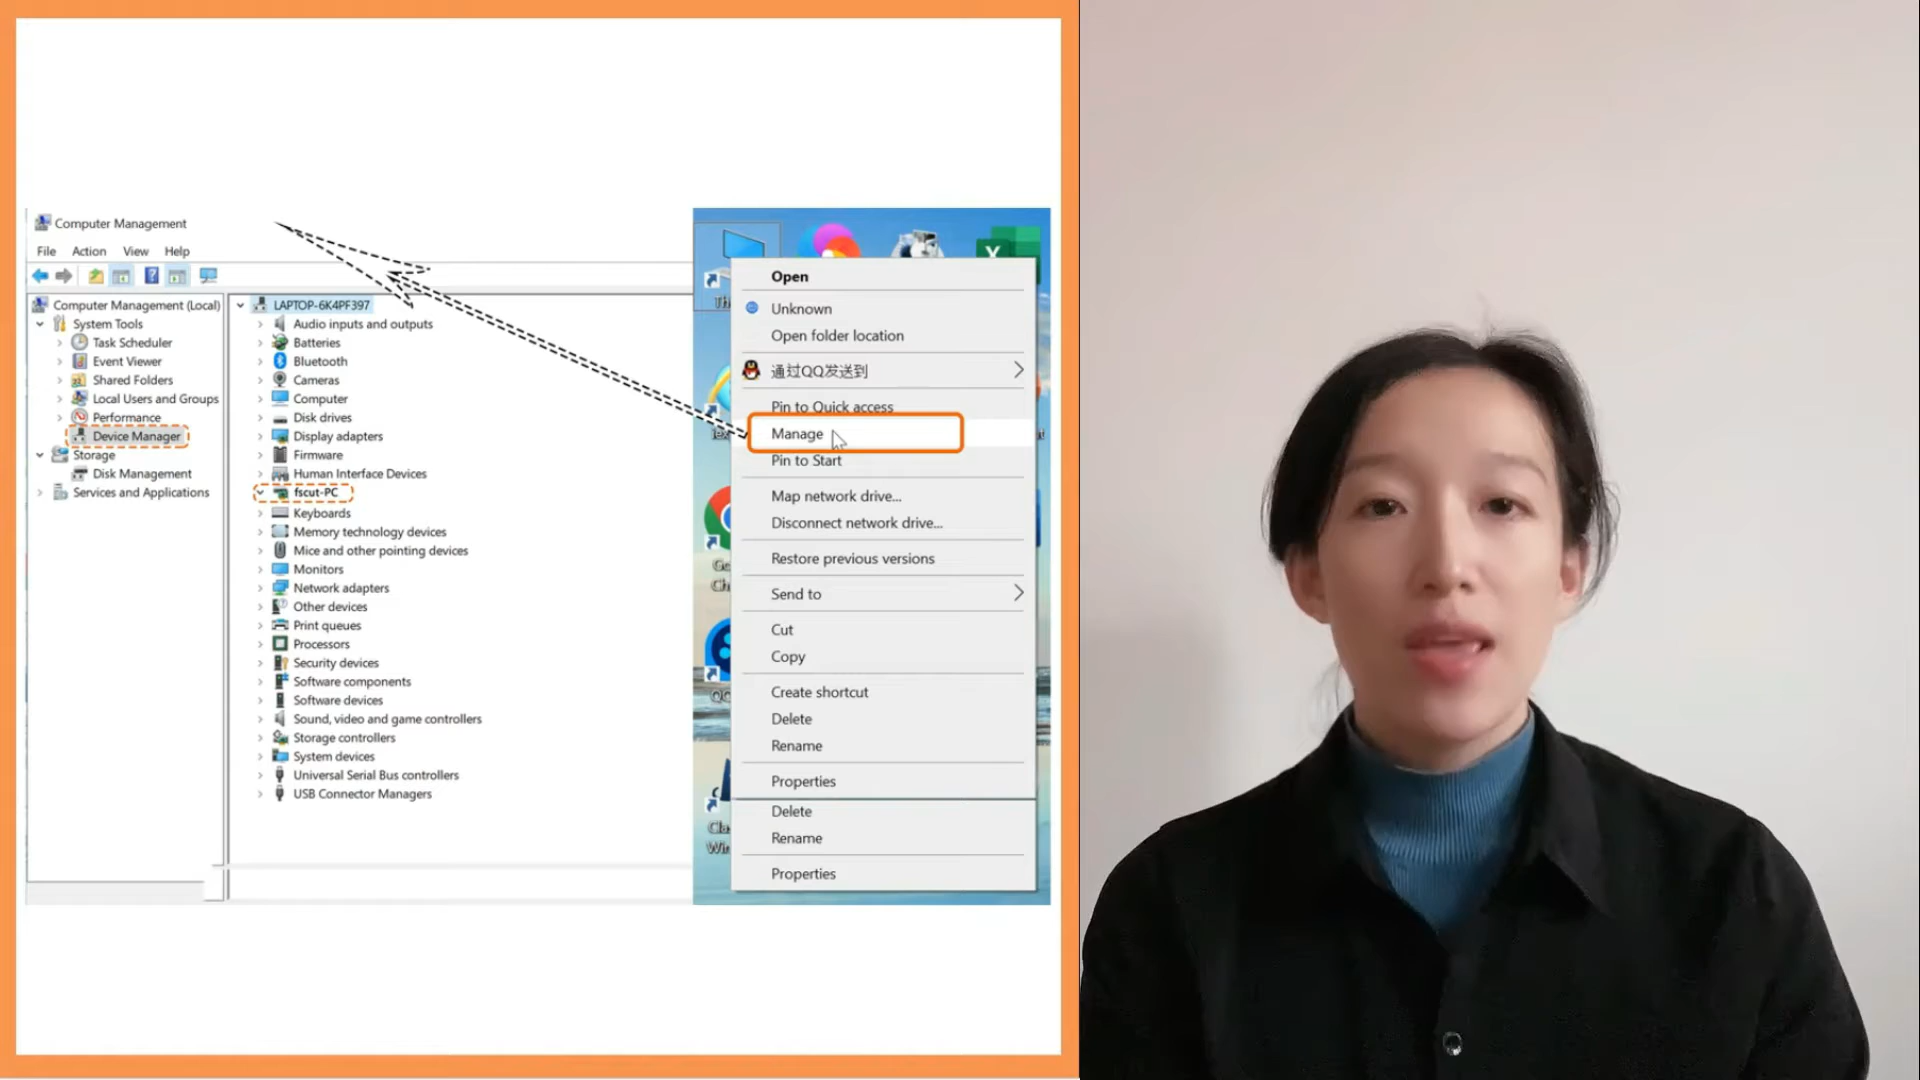 Computer Management
File Action View Help
Computer Management (Local)
System Tools
Task Scheduler
Event Viewer
Shared Folders
Local Users and Groups
Performance
Device Manager
Storage
Disk Management
Services and Applications
LAPTOP-6K4PF397
Audio inputs and outputs
Batteries
Bluetooth
Cameras
Computer
Disk drives
Display adapters
Firmware
Human Interface Devices
fscut-PC
Keyboards
Memory technology devices
Mice and other pointing devices
Monitors
Network adapters
Other devices
Print queues
Processors
Security devices
Software components
Software devices
Sound, video and game controllers
Storage controllers
System devices
Universal Serial Bus controllers
USB Connector Managers
Open
Unknown
Open folder location
通过QQ发送到
Pin to Quick access
Manage
Pin to Start
Map network drive...
Disconnect network drive...
Restore previous versions
Send to
Cut
Copy
Create shortcut
Delete
Rename
Properties
Delete
Rename
Properties